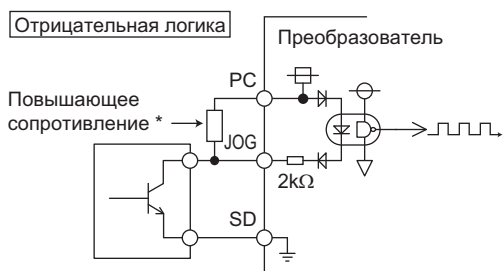 Отрицательная логика
Преобразователь
PC
Повышающее
сопротивление *
JOG
2kΩ
SD